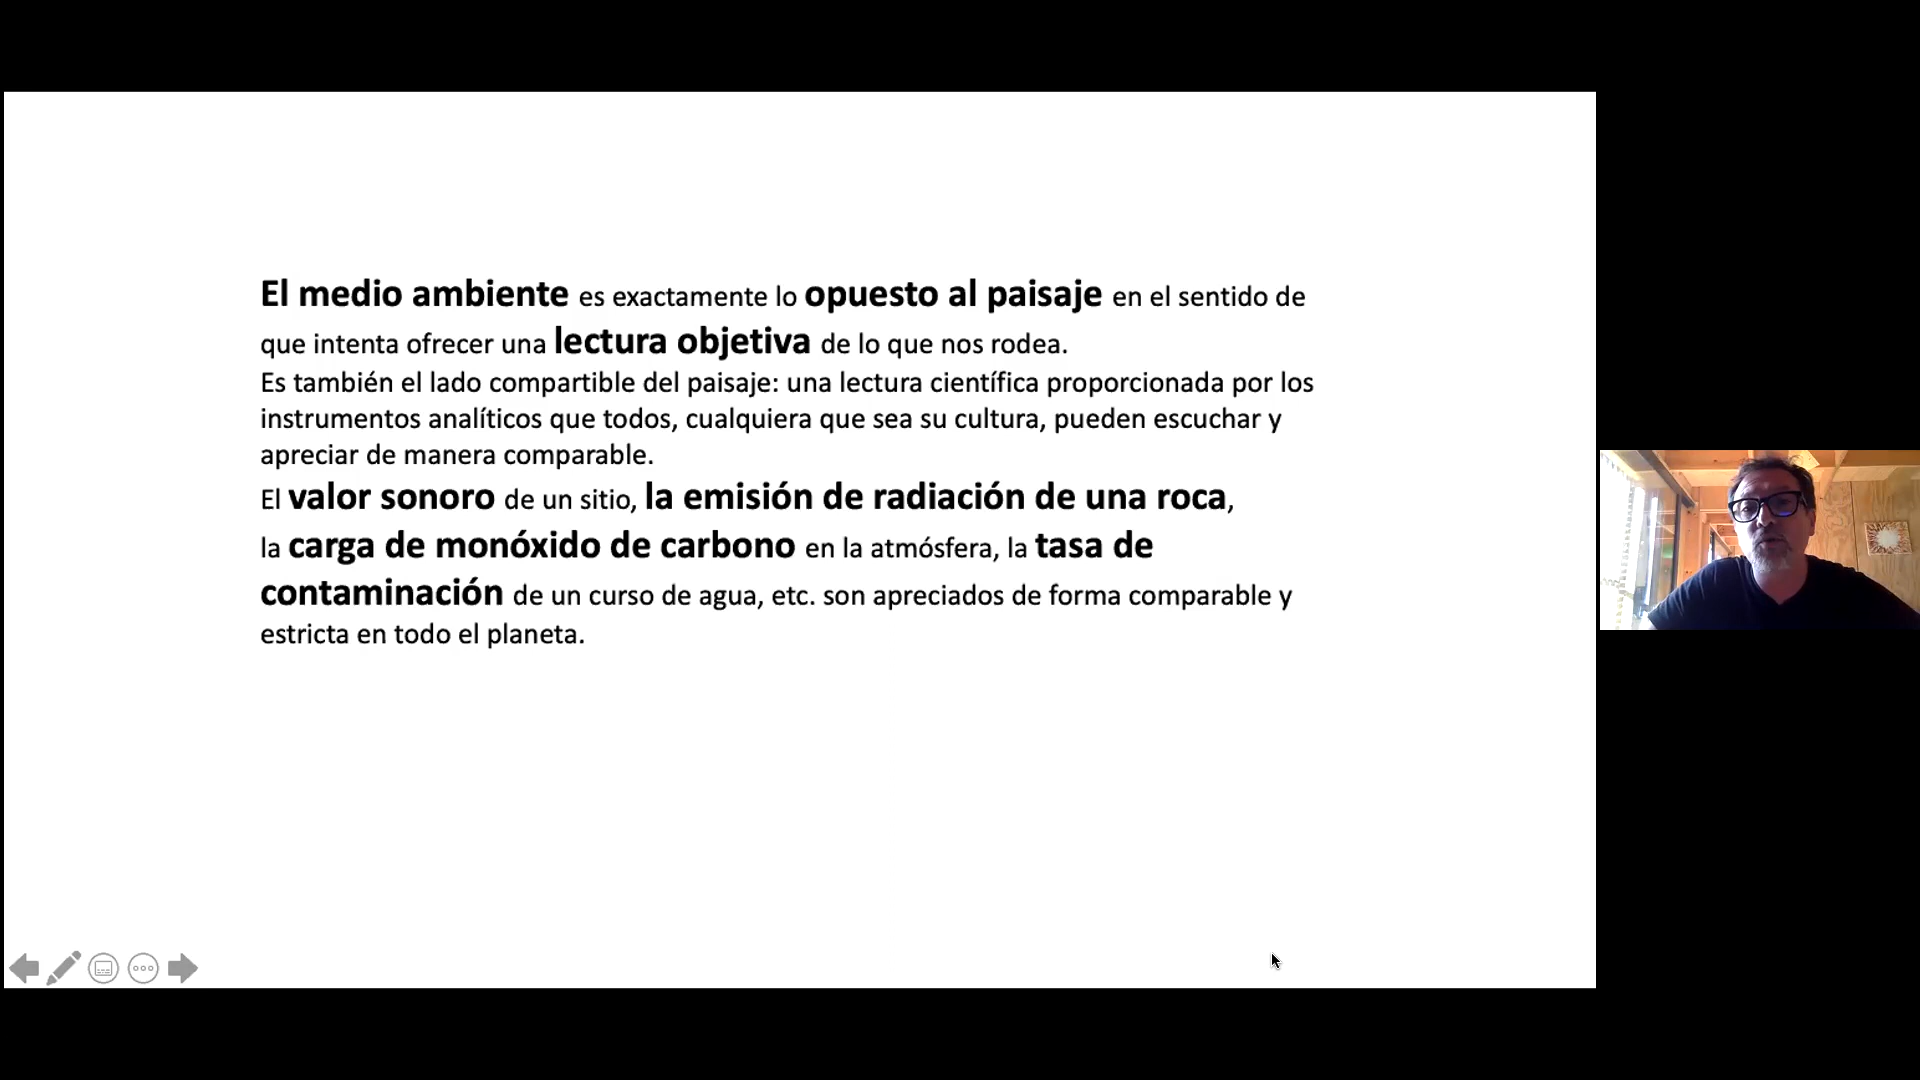 El medio ambiente es exactamente lo opuesto al paisaje en el sentido de
que intenta ofrecer una lectura objetiva de lo que nos rodea.
Es también el lado compartible del paisaje: una lectura científica proporcionada por los
instrumentos analíticos que todos, cualquiera que sea su cultura, pueden escuchar y
apreciar de manera comparable.
El valor sonoro de un sitio, la emisión de radiación de una roca,
la carga de monóxido de carbono en la atmósfera, la tasa de
contaminación de un curso de agua, etc. son apreciados de forma comparable y
estricta en todo el planeta.